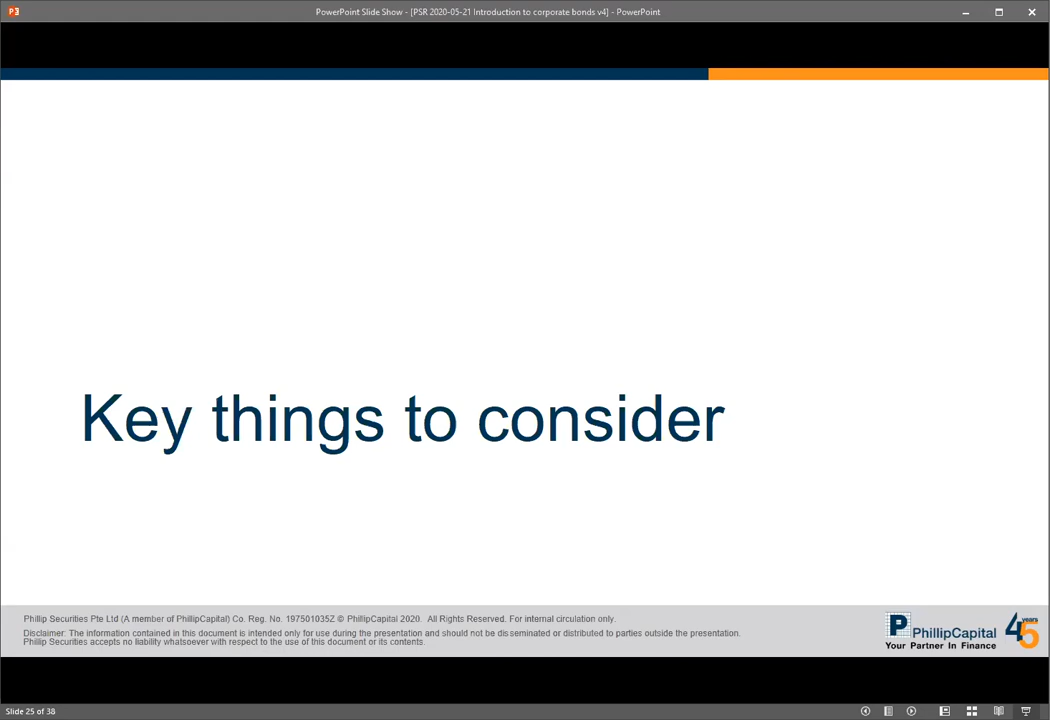 PowerPoint Slide Show - [PSR 2020-05-21 Introduction to corporate bonds v4] - PowerPoint
Key things to consider
Phillip Securities Pte Ltd (A member of PhillipCapital) Co. Reg. No. 197501035Z © PhillipCapital 2020. All Rights Reserved. For internal circulation only.
Disclaimer: The information contained in this document is intended only for use during the presentation and should not be disseminated or distributed to parties outside the presentation.
Phillip Securities accepts no liability whatsoever with respect to the use of this document or its contents.
P PhillipCapital
Your Partner In Finance
45 years
Slide 25 of 38